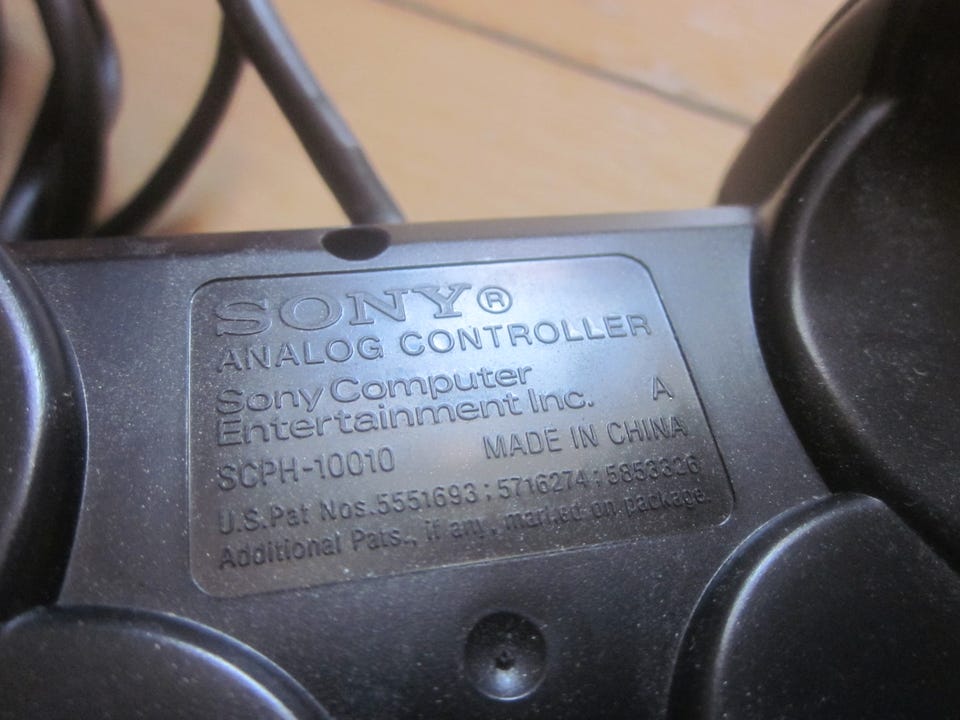 SONY®
ANALOG CONTROLLER
Sony Computer
Entertainment Inc. A
SCPH-10010 MADE IN CHINA
U.S.Pat Nos.5551693;5716274;5853326
Additional Pats., if any, marked on package.